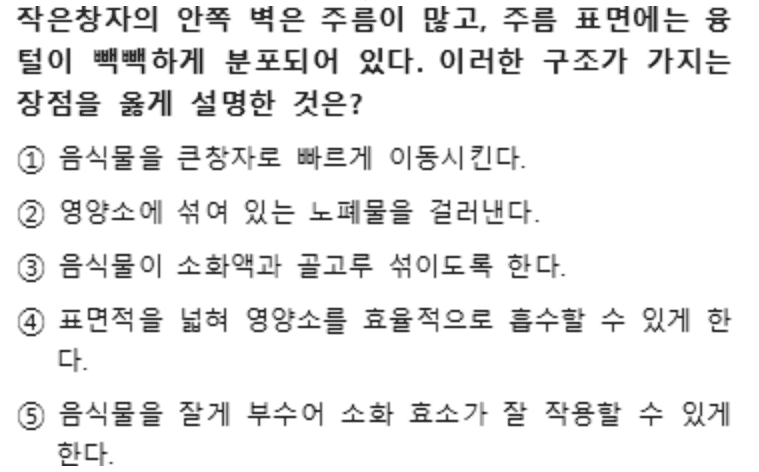 작은창자의 안쪽 벽은 주름이 많고, 주름 표면에는 융
털이 빽빽하게 분포되어 있다. 이러한 구조가 가지는
장점을 옳게 설명한 것은?
① 음식물을 큰창자로 빠르게 이동시킨다.
② 영양소에 섞여 있는 노폐물을 걸러낸다.
③ 음식물이 소화액과 골고루 섞이도록 한다.
④ 표면적을 넓혀 영양소를 효율적으로 흡수할 수 있게 한
다.
⑤ 음식물을 잘게 부수어 소화 효소가 잘 작용할 수 있게
한다.